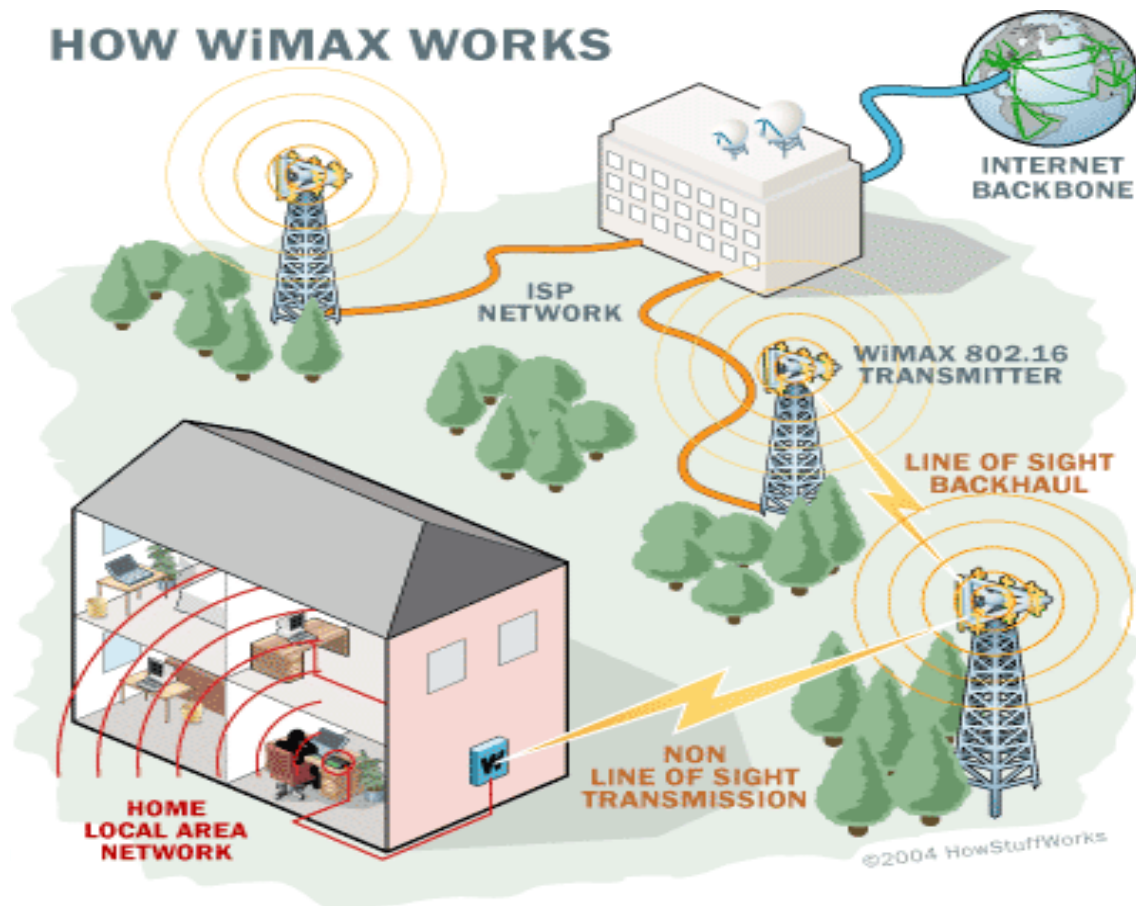 HOW WiMAX WORKS
INTERNET
BACKBONE
ISP
NETWORK
WiMAX 802.16
TRANSMITTER
LINE OF SIGHT
BACKHAUL
NON
LINE OF SIGHT
TRANSMISSION
HOME
LOCAL AREA
NETWORK
©2004 HowStuffWorks